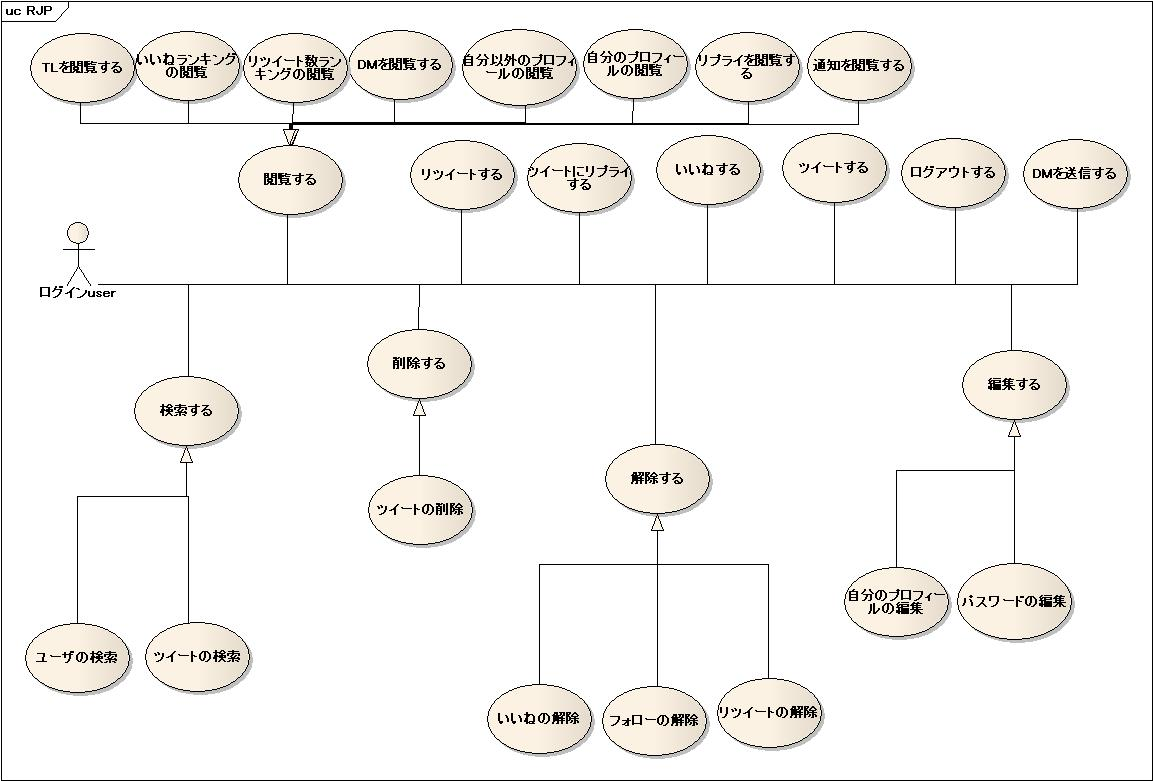 uc RJP
TLを閲覧する
いいねランキング
の閲覧
リツイート数ラン
キングの閲覧
DMを閲覧する
自分以外のプロフィ
ールの閲覧
自分のプロフィー
ルの閲覧
リプライを閲覧す
る
通知を閲覧する
閲覧する
リツイートする
ツイートにリプライ
する
いいねする
ツイートする
ログアウトする
DMを送信する
ログインuser
検索する
削除する
解除する
編集する
ツイートの削除
自分のプロフィー
ルの編集
パスワードの編集
ユーザの検索
ツイートの検索
いいねの解除
フォローの解除
リツイートの解除